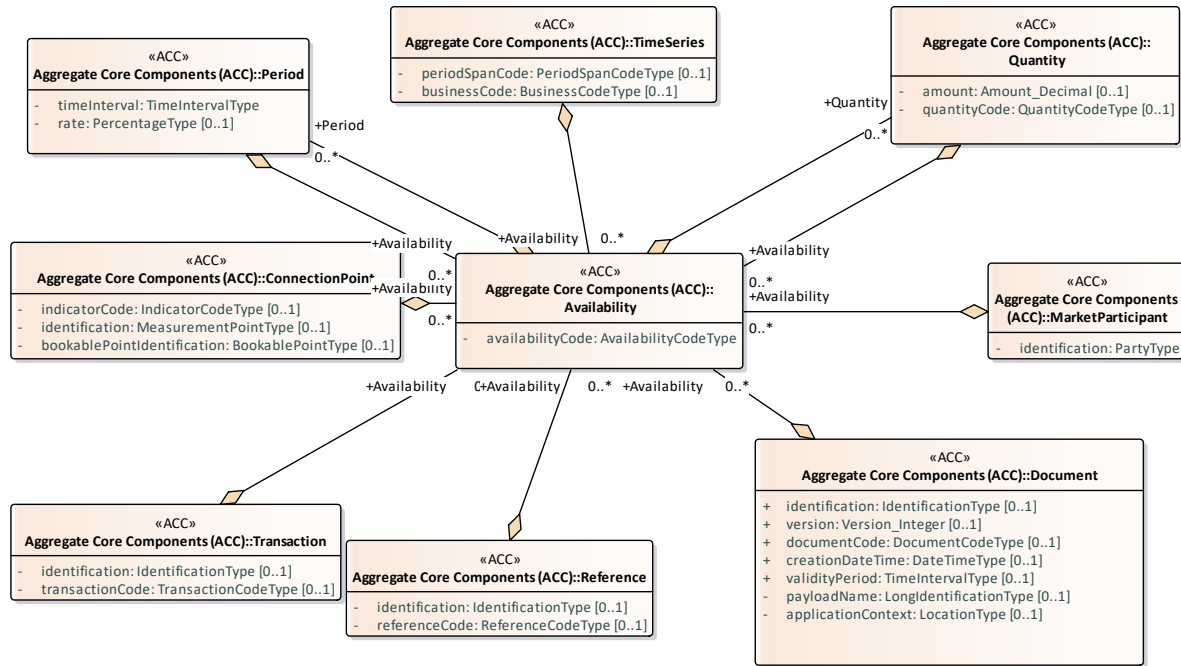 «ACC»
Aggregate Core Components (ACC)::Period
- timeInterval: TimeIntervalType
- rate: PercentageType [0..1]
«ACC»
Aggregate Core Components (ACC)::TimeSeries
- periodSpanCode: PeriodSpanCodeType [0..1]
- businessCode: BusinessCodeType [0..1]
«ACC»
Aggregate Core Components (ACC)::
Quantity
- amount: Amount_Decimal [0..1]
- quantityCode: QuantityCodeType [0..1]
+Period
0..*
+Quantity
0..*
+Availability
0..*
+Availability
0..*
+Availability
0..*
+Availability
0..*
+Availability
0..*
«ACC»
Aggregate Core Components (ACC)::ConnectionPoint
- indicatorCode: IndicatorCodeType [0..1]
- identification: MeasurementPointType [0..1]
- bookablePointIdentification: BookablePointType [0..1]
«ACC»
Aggregate Core Components (ACC)::
Availability
- availabilityCode: AvailabilityCodeType
«ACC»
Aggregate Core Components
(ACC)::MarketParticipant
- identification: PartyType
+Availability
+Availability
0..*
+Availability
0..*
«ACC»
Aggregate Core Components (ACC)::Transaction
- identification: IdentificationType [0..1]
- transactionCode: TransactionCodeType [0..1]
«ACC»
Aggregate Core Components (ACC)::Reference
- identification: IdentificationType [0..1]
- referenceCode: ReferenceCodeType [0..1]
«ACC»
Aggregate Core Components (ACC)::Document
+ identification: IdentificationType [0..1]
+ version: Version_Integer [0..1]
+ documentCode: DocumentCodeType [0..1]
+ creationDateTime: DateTimeType [0..1]
+ validityPeriod: TimeIntervalType [0..1]
- payloadName: LongIdentificationType [0..1]
- applicationContext: LocationType [0..1]